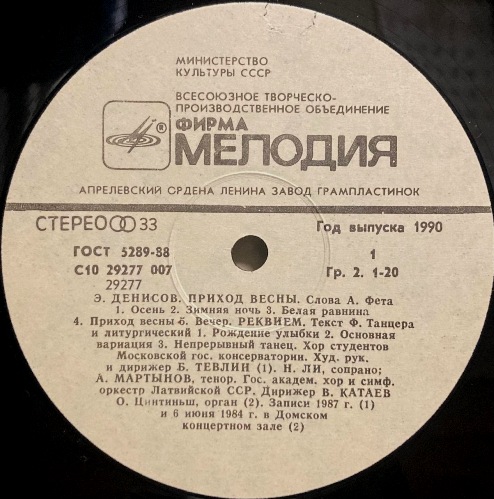 МИНИСТЕРСТВО
КУЛЬТУРЫ СССР
ВСЕСОЮЗНОЕ ТВОРЧЕСКО-
ПРОИЗВОДСТВЕННОЕ ОБЪЕДИНЕНИЕ
®
ФИРМА
МЕЛОДИЯ
АПРЕЛЕВСКИЙ ОРДЕНА ЛЕНИНА ЗАВОД ГРАМПЛАСТИНОК
СТЕРЕО 33
Год выпуска 1990
ГОСТ 5289-88
1
С10 29277 007
Гр. 2. 1-20
29277
Э. ДЕНИСОВ. ПРИХОД ВЕСНЫ. Слова А. Фета
1. Осень 2. Зимняя ночь 3. Белая равнина
4. Приход весны 5. Вечер. РЕКВИЕМ. Текст Ф. Танцера
и литургический 1. Рождение улыбки 2. Основная
вариация 3. Непрерывный танец. Хор студентов
Московской гос. консерватории. Худ. рук.
и дирижер Б. ТЕВЛИН (1). Н. ЛИ, сопрано;
А. МАРТЫНОВ, тенор. Гос. академ. хор и симф.
оркестр Латвийской ССР. Дирижер В. КАТАЕВ
О. Цинтиньш, орган (2). Записи 1987 г. (1)
и 6 июня 1984 г. в Домском
концертном зале (2)